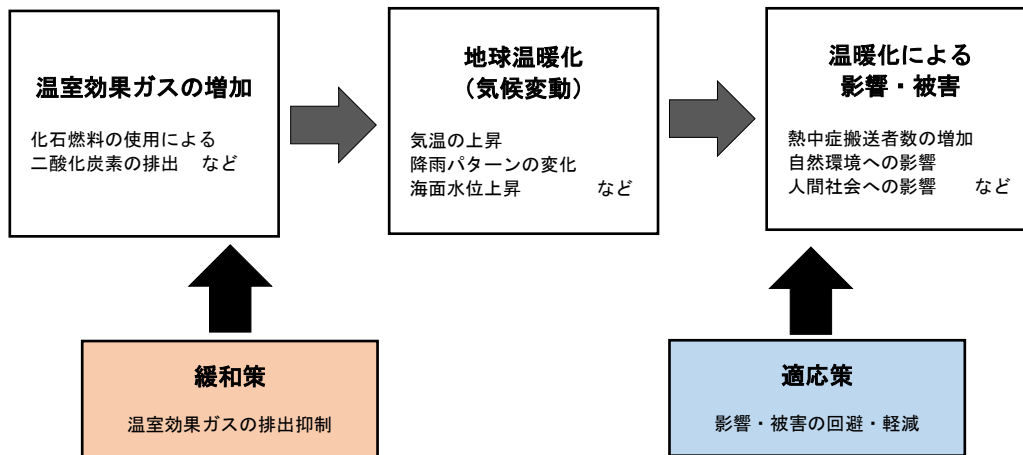 温室効果ガスの増加
化石燃料の使用による
二酸化炭素の排出 など
地球温暖化
（気候変動）
気温の上昇
降雨パターンの変化
海面水位上昇 など
温暖化による
影響・被害
熱中症搬送者数の増加
自然環境への影響
人間社会への影響 など
緩和策
温室効果ガスの排出抑制
適応策
影響・被害の回避・軽減